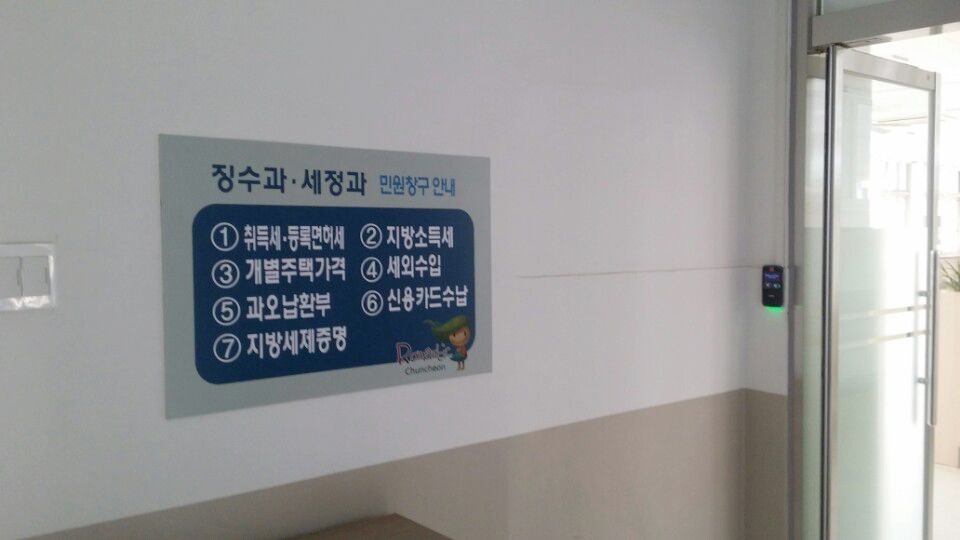 징수과·세정과 민원창구 안내
① 취득세·등록면허세 ② 지방소득세
③ 개별주택가격 ④ 세외수입
⑤ 과오납환부 ⑥ 신용카드수납
⑦ 지방세제증명
Romantic
Chuncheon